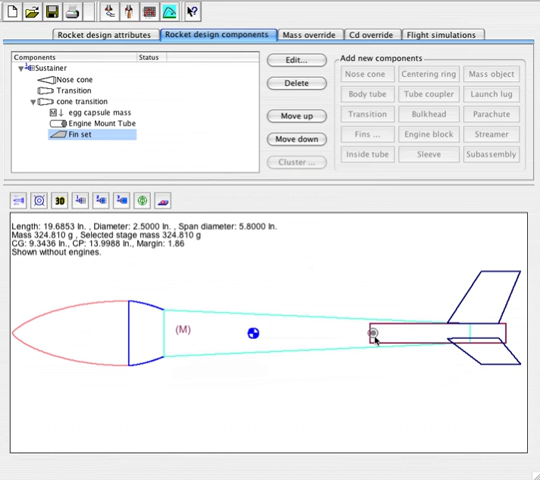 3D
Rocket design attributes Rocket design components Mass override Cd override Flight simulations
Components Status
Sustainer
Nose cone
Transition
cone transition
M egg capsule mass
Engine Mount Tube
Fin set
Edit...
Delete
Move up
Move down
Cluster ...
Add new components
Nose cone Centering ring Mass object
Body tube Tube coupler Launch lug
Transition Bulkhead Parachute
Fins ... Engine block Streamer
Inside tube Sleeve Subassembly
3D
Length: 19.6853 In. , Diameter: 2.5000 In. , Span diameter: 5.8000 In.
Mass 324.810 g , Selected stage mass 324.810 g
CG: 9.3436 In., CP: 13.9988 In., Margin: 1.86
Shown without engines.
(M)